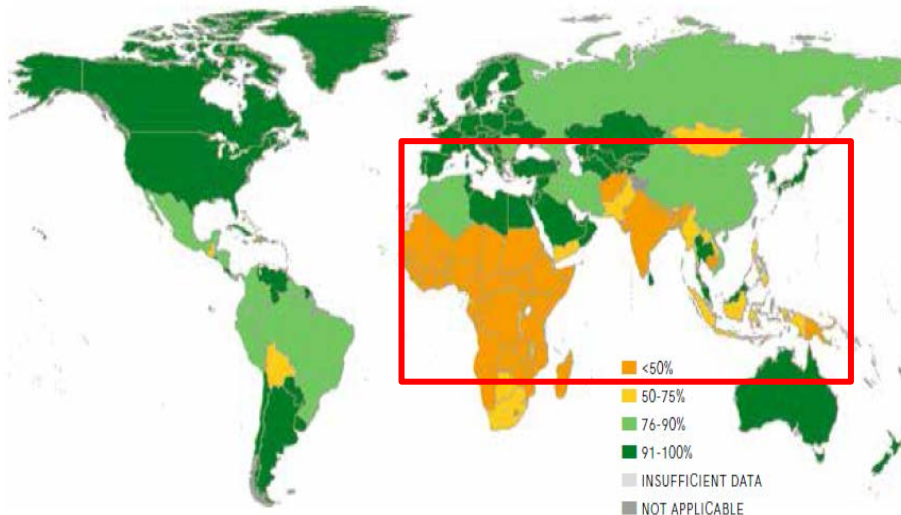 <50%
50-75%
76-90%
91-100%
INSUFFICIENT DATA
NOT APPLICABLE